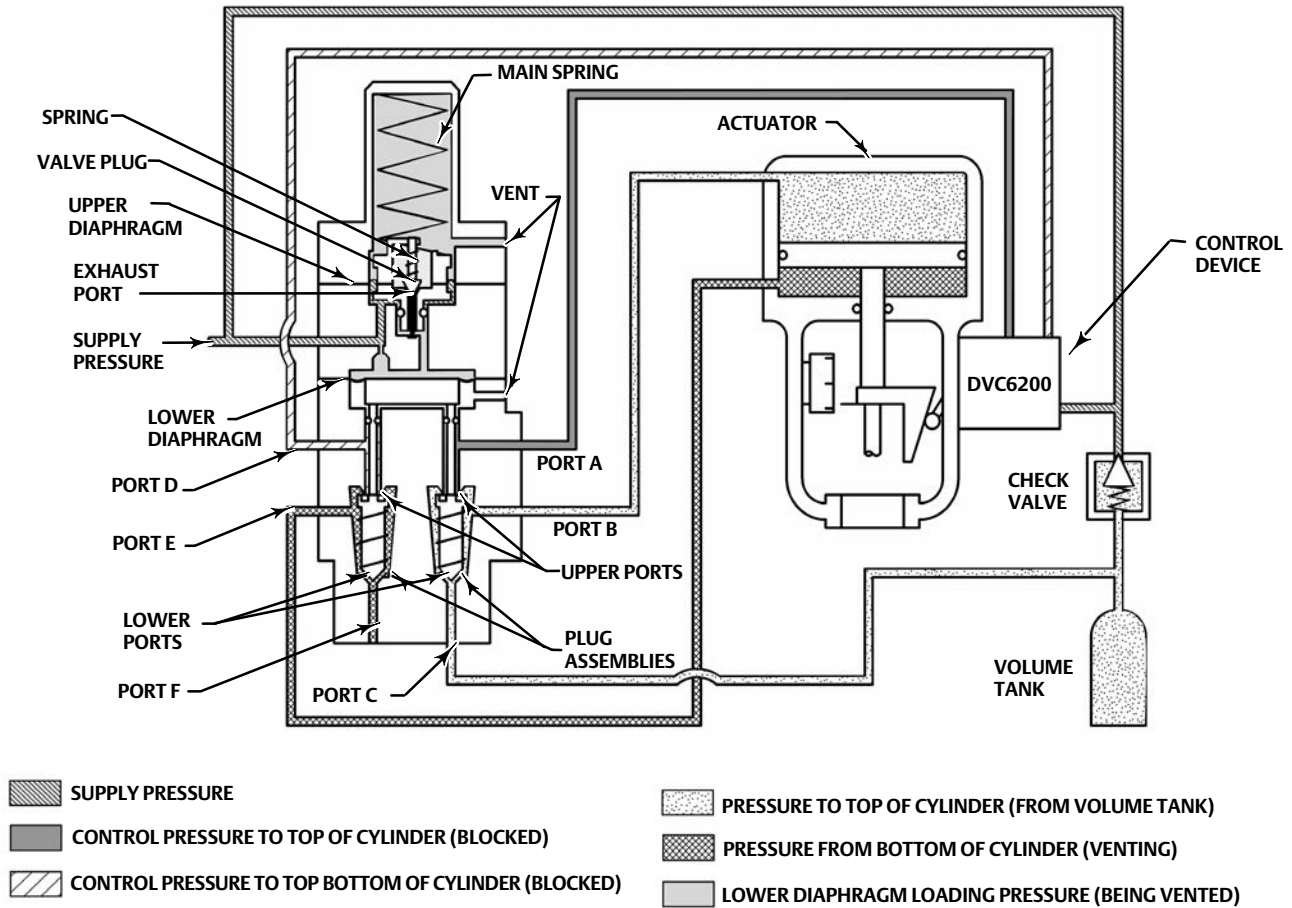 MAIN SPRING
SPRING
ACTUATOR
VALVE PLUG
VENT
UPPER
DIAPHRAGM
CONTROL
DEVICE
EXHAUST
PORT
SUPPLY
PRESSURE
DVC6200
LOWER
DIAPHRAGM
PORT A
PORT D
CHECK
VALVE
PORT E
PORT B
UPPER PORTS
LOWER
PORTS
PLUG
ASSEMBLIES
PORT F
PORT C
VOLUME
TANK
SUPPLY PRESSURE
CONTROL PRESSURE TO TOP OF CYLINDER (BLOCKED)
CONTROL PRESSURE TO TOP BOTTOM OF CYLINDER (BLOCKED)
PRESSURE TO TOP OF CYLINDER (FROM VOLUME TANK)
PRESSURE FROM BOTTOM OF CYLINDER (VENTING)
LOWER DIAPHRAGM LOADING PRESSURE (BEING VENTED)